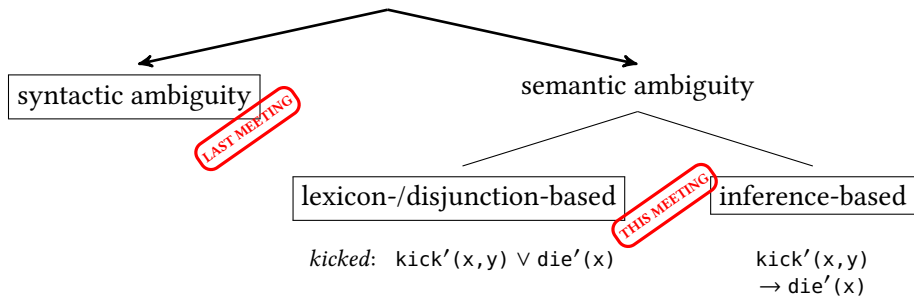 syntactic ambiguity
semantic ambiguity
LAST MEETING
lexicon-/disjunction-based
THIS MEETING
inference-based
kicked: kick′(x,y) ∨ die′(x)
kick′(x,y)
→ die′(x)